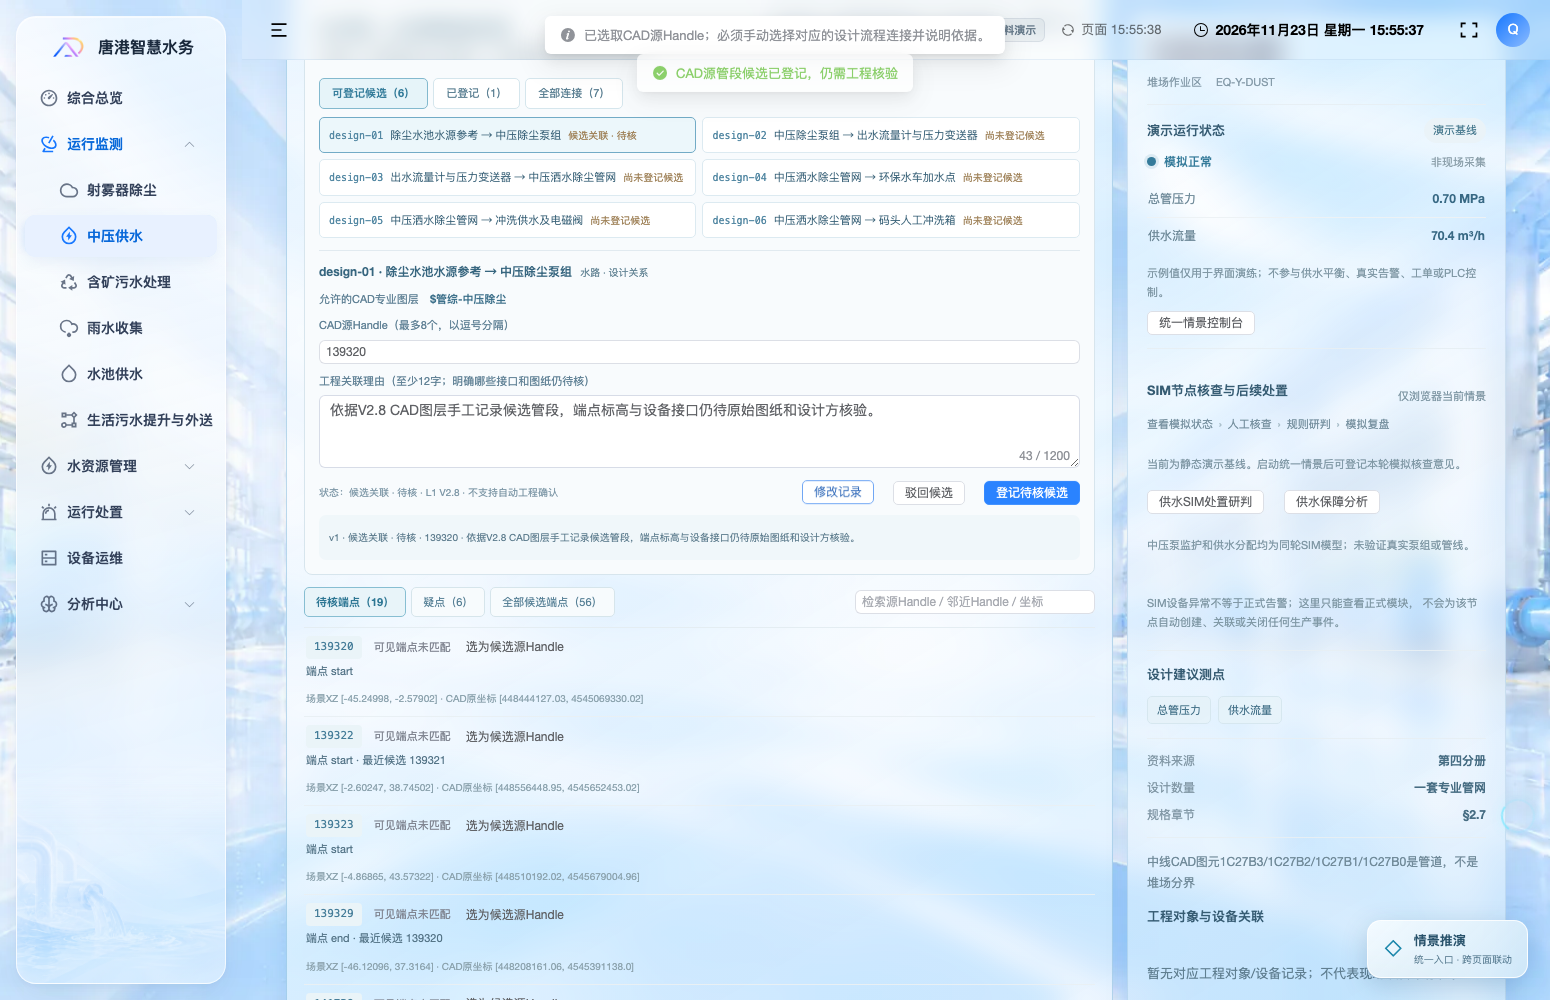 唐港智慧水务
综合总览
运行监测
射雾器除尘
中压供水
含矿污水处理
雨水收集
水池供水
生活污水提升与外送
水资源管理
运行处置
设备运维
分析中心
已选取CAD源Handle；必须手动选择对应的设计流程连接并说明依据。
料演示
页面 15:55:38
2026年11月23日 星期一 15:55:37
Q
CAD源管段候选已登记，仍需工程核验
可登记候选（6）
已登记（1）
全部连接（7）
design-01 除尘水池水源参考 → 中压除尘泵组 候选关联 · 待核
design-02 中压除尘泵组 → 出水流量计与压力变送器 尚未登记候选
design-03 出水流量计与压力变送器 → 中压洒水除尘管网 尚未登记候选
design-04 中压洒水除尘管网 → 环保水车加水点 尚未登记候选
design-05 中压洒水除尘管网 → 冲洗供水及电磁阀 尚未登记候选
design-06 中压洒水除尘管网 → 码头人工冲洗箱 尚未登记候选
design-01 · 除尘水池水源参考 → 中压除尘泵组 水路 · 设计关系
允许的CAD专业图层 $管综-中压除尘
CAD源Handle（最多8个，以逗号分隔）
139320
工程关联理由（至少12字；明确哪些接口和图纸仍待核）
依据V2.8 CAD图层手工记录候选管段，端点标高与设备接口仍待原始图纸和设计方核验。
43 / 1200
状态：候选关联 · 待核 · L1 V2.8 · 不支持自动工程确认
修改记录
驳回候选
登记待核候选
v1 · 候选关联 · 待核 · 139320 · 依据V2.8 CAD图层手工记录候选管段，端点标高与设备接口仍待原始图纸和设计方核验。
待核端点（19）
疑点（6）
全部候选端点（56）
检索源Handle / 邻近Handle / 坐标
139320 可见端点未匹配 选为候选源Handle
端点 start
场景XZ [-45.24998, -2.57902] · CAD原坐标 [448444127.03, 4545069330.02]
139322 可见端点未匹配 选为候选源Handle
端点 start · 最近候选 139321
场景XZ [-2.60247, 38.74502] · CAD原坐标 [448556448.95, 4545652453.02]
139323 可见端点未匹配 选为候选源Handle
端点 start
场景XZ [-4.86865, 43.57322] · CAD原坐标 [448510192.02, 4545679004.96]
139329 可见端点未匹配 选为候选源Handle
端点 end · 最近候选 139320
场景XZ [-46.12096, 37.3164] · CAD原坐标 [448208161.06, 4545391138.0]
堆场作业区 EQ-Y-DUST
演示运行状态
演示基线
模拟正常
非现场采集
总管压力 0.70 MPa
供水流量 70.4 m³/h
示例值仅用于界面演练；不参与供水平衡、真实告警、工单或PLC控
制。
统一情景控制台
SIM节点核查与后续处置
仅浏览器当前情景
查看模拟状态 › 人工核查 › 规则研判 › 模拟复盘
当前为静态演示基线。启动统一情景后可登记本轮模拟核查意见。
供水SIM处置研判
供水保障分析
中压泵监护和供水分配均为同轮SIM模型；未验证真实泵组或管线。
SIM设备异常不等于正式告警；这里只能查看正式模块， 不会为该节
点自动创建、关联或关闭任何生产事件。
设计建议测点
总管压力
供水流量
资料来源 第四分册
设计数量 一套专业管网
规格章节 §2.7
中线CAD图元1C27B3/1C27B2/1C27B1/1C27B0是管道，不是
堆场分界
工程对象与设备关联
暂无对应工程对象/设备记录；不代表现
情景推演
统一入口 · 跨页面联动